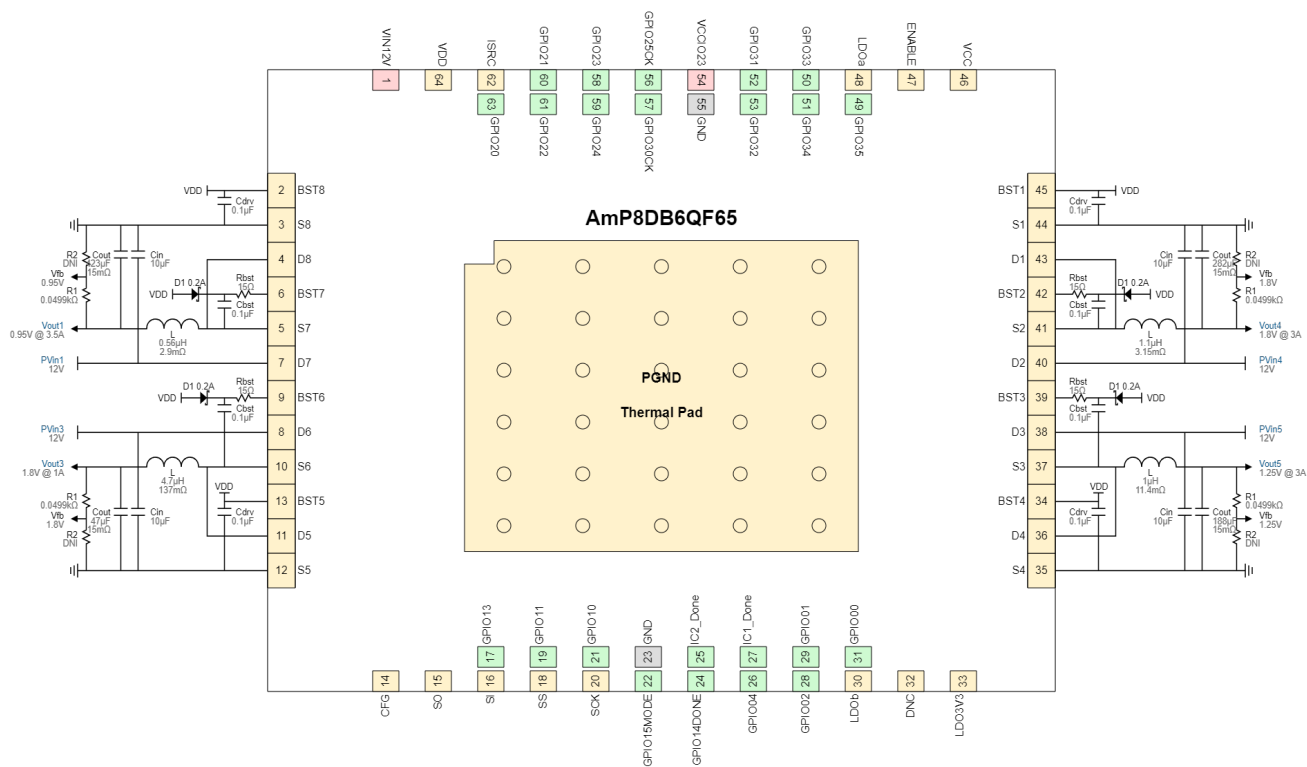 VIN12V
VDD
ISRC
GPIO21
GPIO23
GPIO25CK
VCCIO23
GPIO31
GPIO33
LDOa
ENABLE
VCC
1
64
62
60
58
56
54
52
50
48
47
46
63
61
59
57
55
53
51
49
GPIO20
GPIO22
GPIO24
GPIO30CK
GND
GPIO32
GPIO34
GPIO35
AmP8DB6QF65
PGND
Thermal Pad
VDD
Cdrv
0.1µF
2 BST8
3 S8
R2
DNI
Cout
423µF
15mΩ
Cin
10µF
4 D8
Vfb
0.95V
R1
0.0499kΩ
D1 0.2A
VDD
Rbst
15Ω
Cbst
0.1µF
6 BST7
Vout1
0.95V @ 3.5A
L
0.56µH
2.9mΩ
5 S7
PVin1
12V
7 D7
D1 0.2A
VDD
Rbst
15Ω
Cbst
0.1µF
9 BST6
PVin3
12V
8 D6
Vout3
1.8V @ 1A
L
4.7µH
137mΩ
10 S6
R1
0.0499kΩ
Vfb
1.8V
R2
DNI
Cout
47µF
15mΩ
Cin
10µF
VDD
Cdrv
0.1µF
13 BST5
11 D5
12 S5
BST1 45
Cdrv
0.1µF
VDD
S1 44
D1 43
Cin
10µF
Cout
282µF
15mΩ
R2
DNI
Vfb
1.8V
R1
0.0499kΩ
BST2 42
Rbst
15Ω
D1 0.2A
VDD
Cbst
0.1µF
S2 41
L
1.1µH
3.15mΩ
Vout4
1.8V @ 3A
D2 40
PVin4
12V
BST3 39
Rbst
15Ω
D1 0.2A
VDD
Cbst
0.1µF
D3 38
PVin5
12V
S3 37
L
1µH
11.4mΩ
Vout5
1.25V @ 3A
BST4 34
VDD
Cdrv
0.1µF
Cin
10µF
Cout
188µF
15mΩ
R1
0.0499kΩ
Vfb
1.25V
R2
DNI
D4 36
S4 35
GPIO13
GPIO11
GPIO10
GND
IC2_Done
IC1_Done
GPIO01
GPIO00
17
19
21
23
25
27
29
31
14
15
16
18
20
22
24
26
28
30
32
33
CFG
SO
SI
SS
SCK
GPIO15MODE
GPIO14DONE
GPIO04
GPIO02
LDOb
DNC
LDO3V3